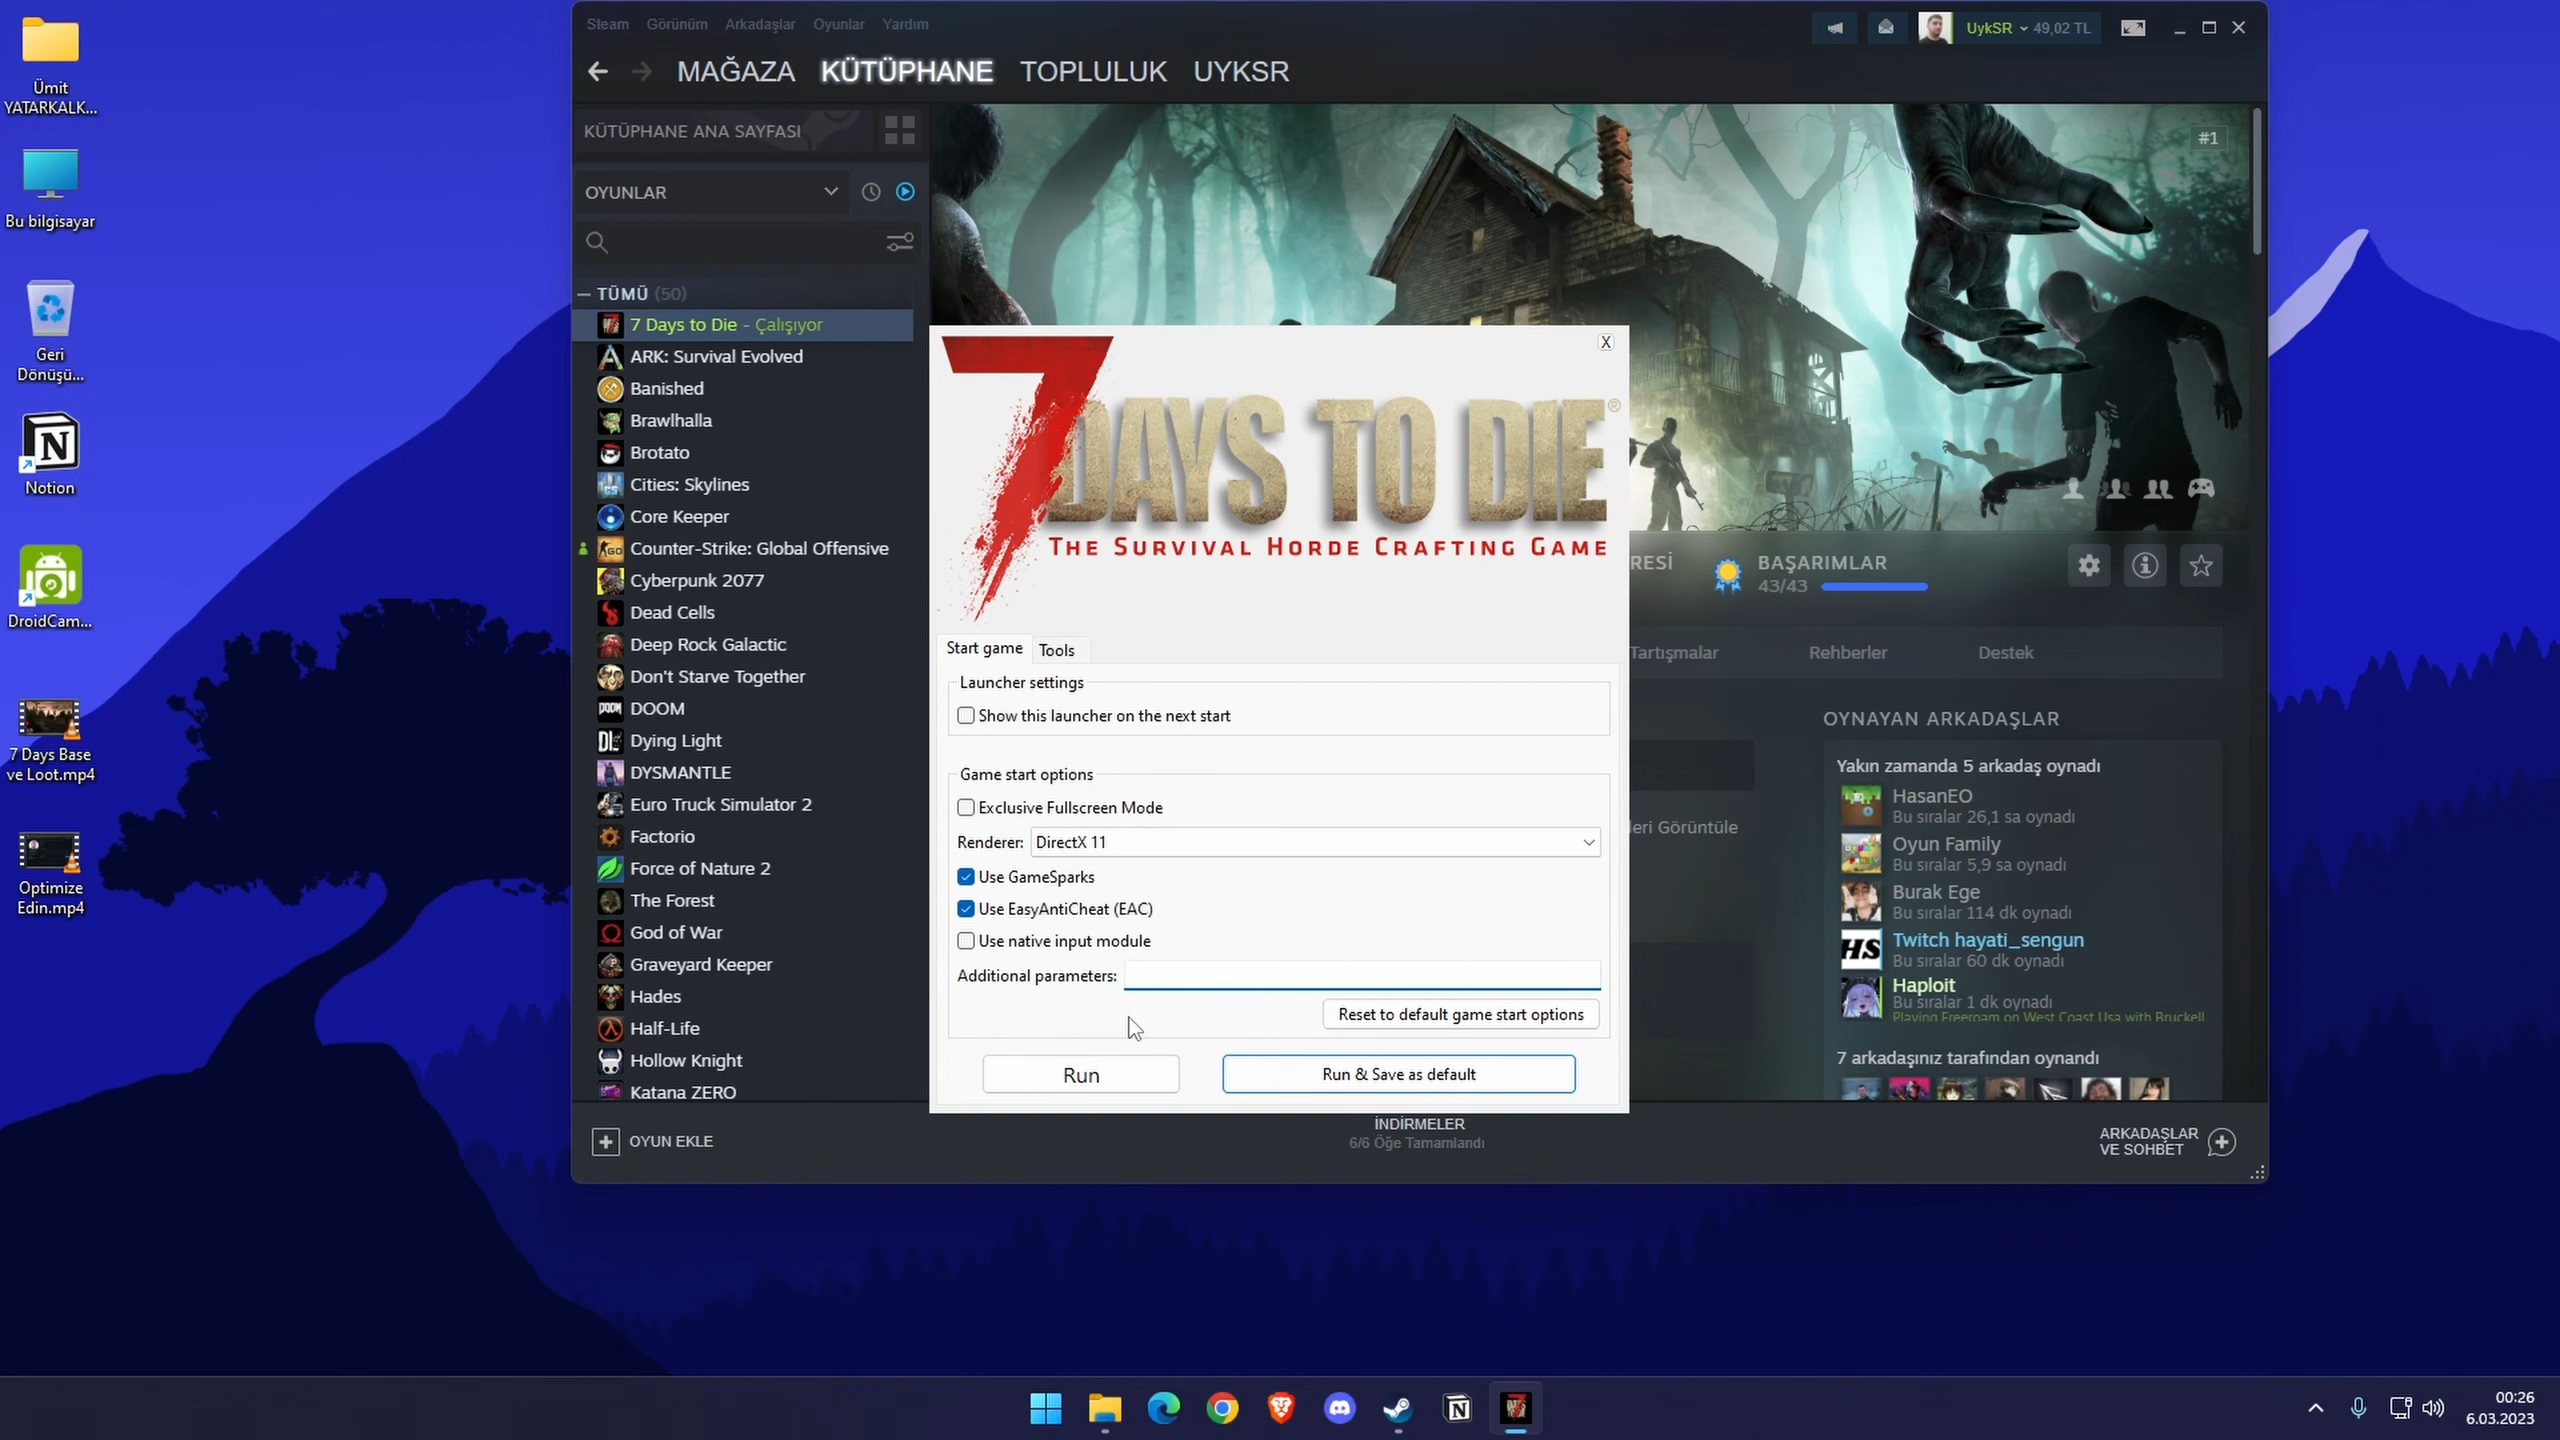 Ümit
YATARKALK...
Bu bilgisayar
Geri
Dönüşü...
Notion
DroidCam...
7 Days Base
ve Loot.mp4
Optimize
Edin.mp4
Steam Görünüm Arkadaşlar Oyunlar Yardım
UykSR 49,02 TL
MAĞAZA KÜTÜPHANE TOPLULUK UYKSR
KÜTÜPHANE ANA SAYFASI
OYUNLAR
TÜMÜ (50)
7 Days to Die - Çalışıyor
ARK: Survival Evolved
Banished
Brawlhalla
Brotato
Cities: Skylines
Core Keeper
Counter-Strike: Global Offensive
Cyberpunk 2077
Dead Cells
Deep Rock Galactic
Don't Starve Together
DOOM
Dying Light
DYSMANTLE
Euro Truck Simulator 2
Factorio
Force of Nature 2
The Forest
God of War
Graveyard Keeper
Hades
Half-Life
Hollow Knight
Katana ZERO
#1
X
7 DAYS TO DIE®
THE SURVIVAL HORDE CRAFTING GAME
Start game Tools
Launcher settings
Show this launcher on the next start
Game start options
Exclusive Fullscreen Mode
Renderer: DirectX 11
Use GameSparks
Use EasyAntiCheat (EAC)
Use native input module
Additional parameters:
Reset to default game start options
Run Run & Save as default
RESİ
BAŞARIMLAR
43/43
Tartışmalar Rehberler Destek
leri Görüntüle
OYNAYAN ARKADAŞLAR
Yakın zamanda 5 arkadaş oynadı
HasanEO
Bu sıralar 26,1 sa oynadı
Oyun Family
Bu sıralar 5,9 sa oynadı
Burak Ege
Bu sıralar 114 dk oynadı
Twitch hayati_sengun
Bu sıralar 60 dk oynadı
Haploit
Bu sıralar 1 dk oynadı
Playing Freeroam on West Coast Usa with Bruckell
7 arkadaşınız tarafından oynandı
OYUN EKLE
İNDİRMELER
6/6 Öğe Tamamlandı
ARKADAŞLAR
VE SOHBET
00:26
6.03.2023